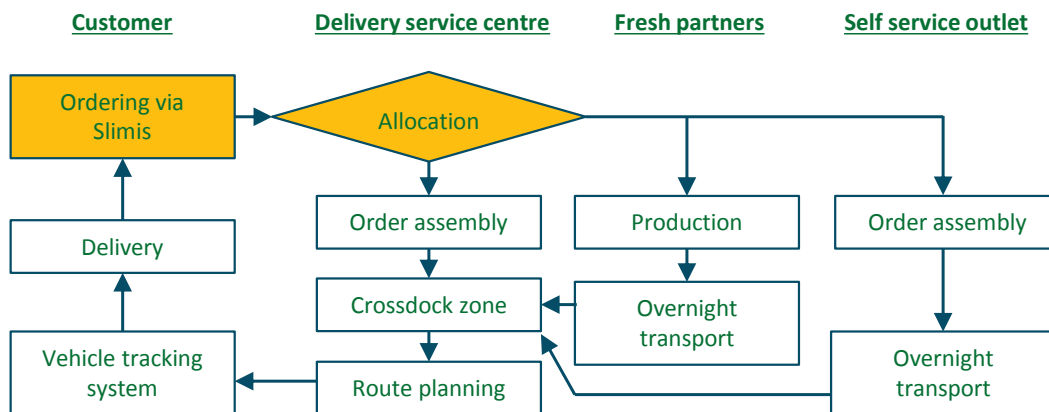 Customer
Delivery service centre
Fresh partners
Self service outlet
Ordering via
Slimis
Allocation
Order assembly
Production
Order assembly
Delivery
Crossdock zone
Overnight
transport
Vehicle tracking
system
Route planning
Overnight
transport